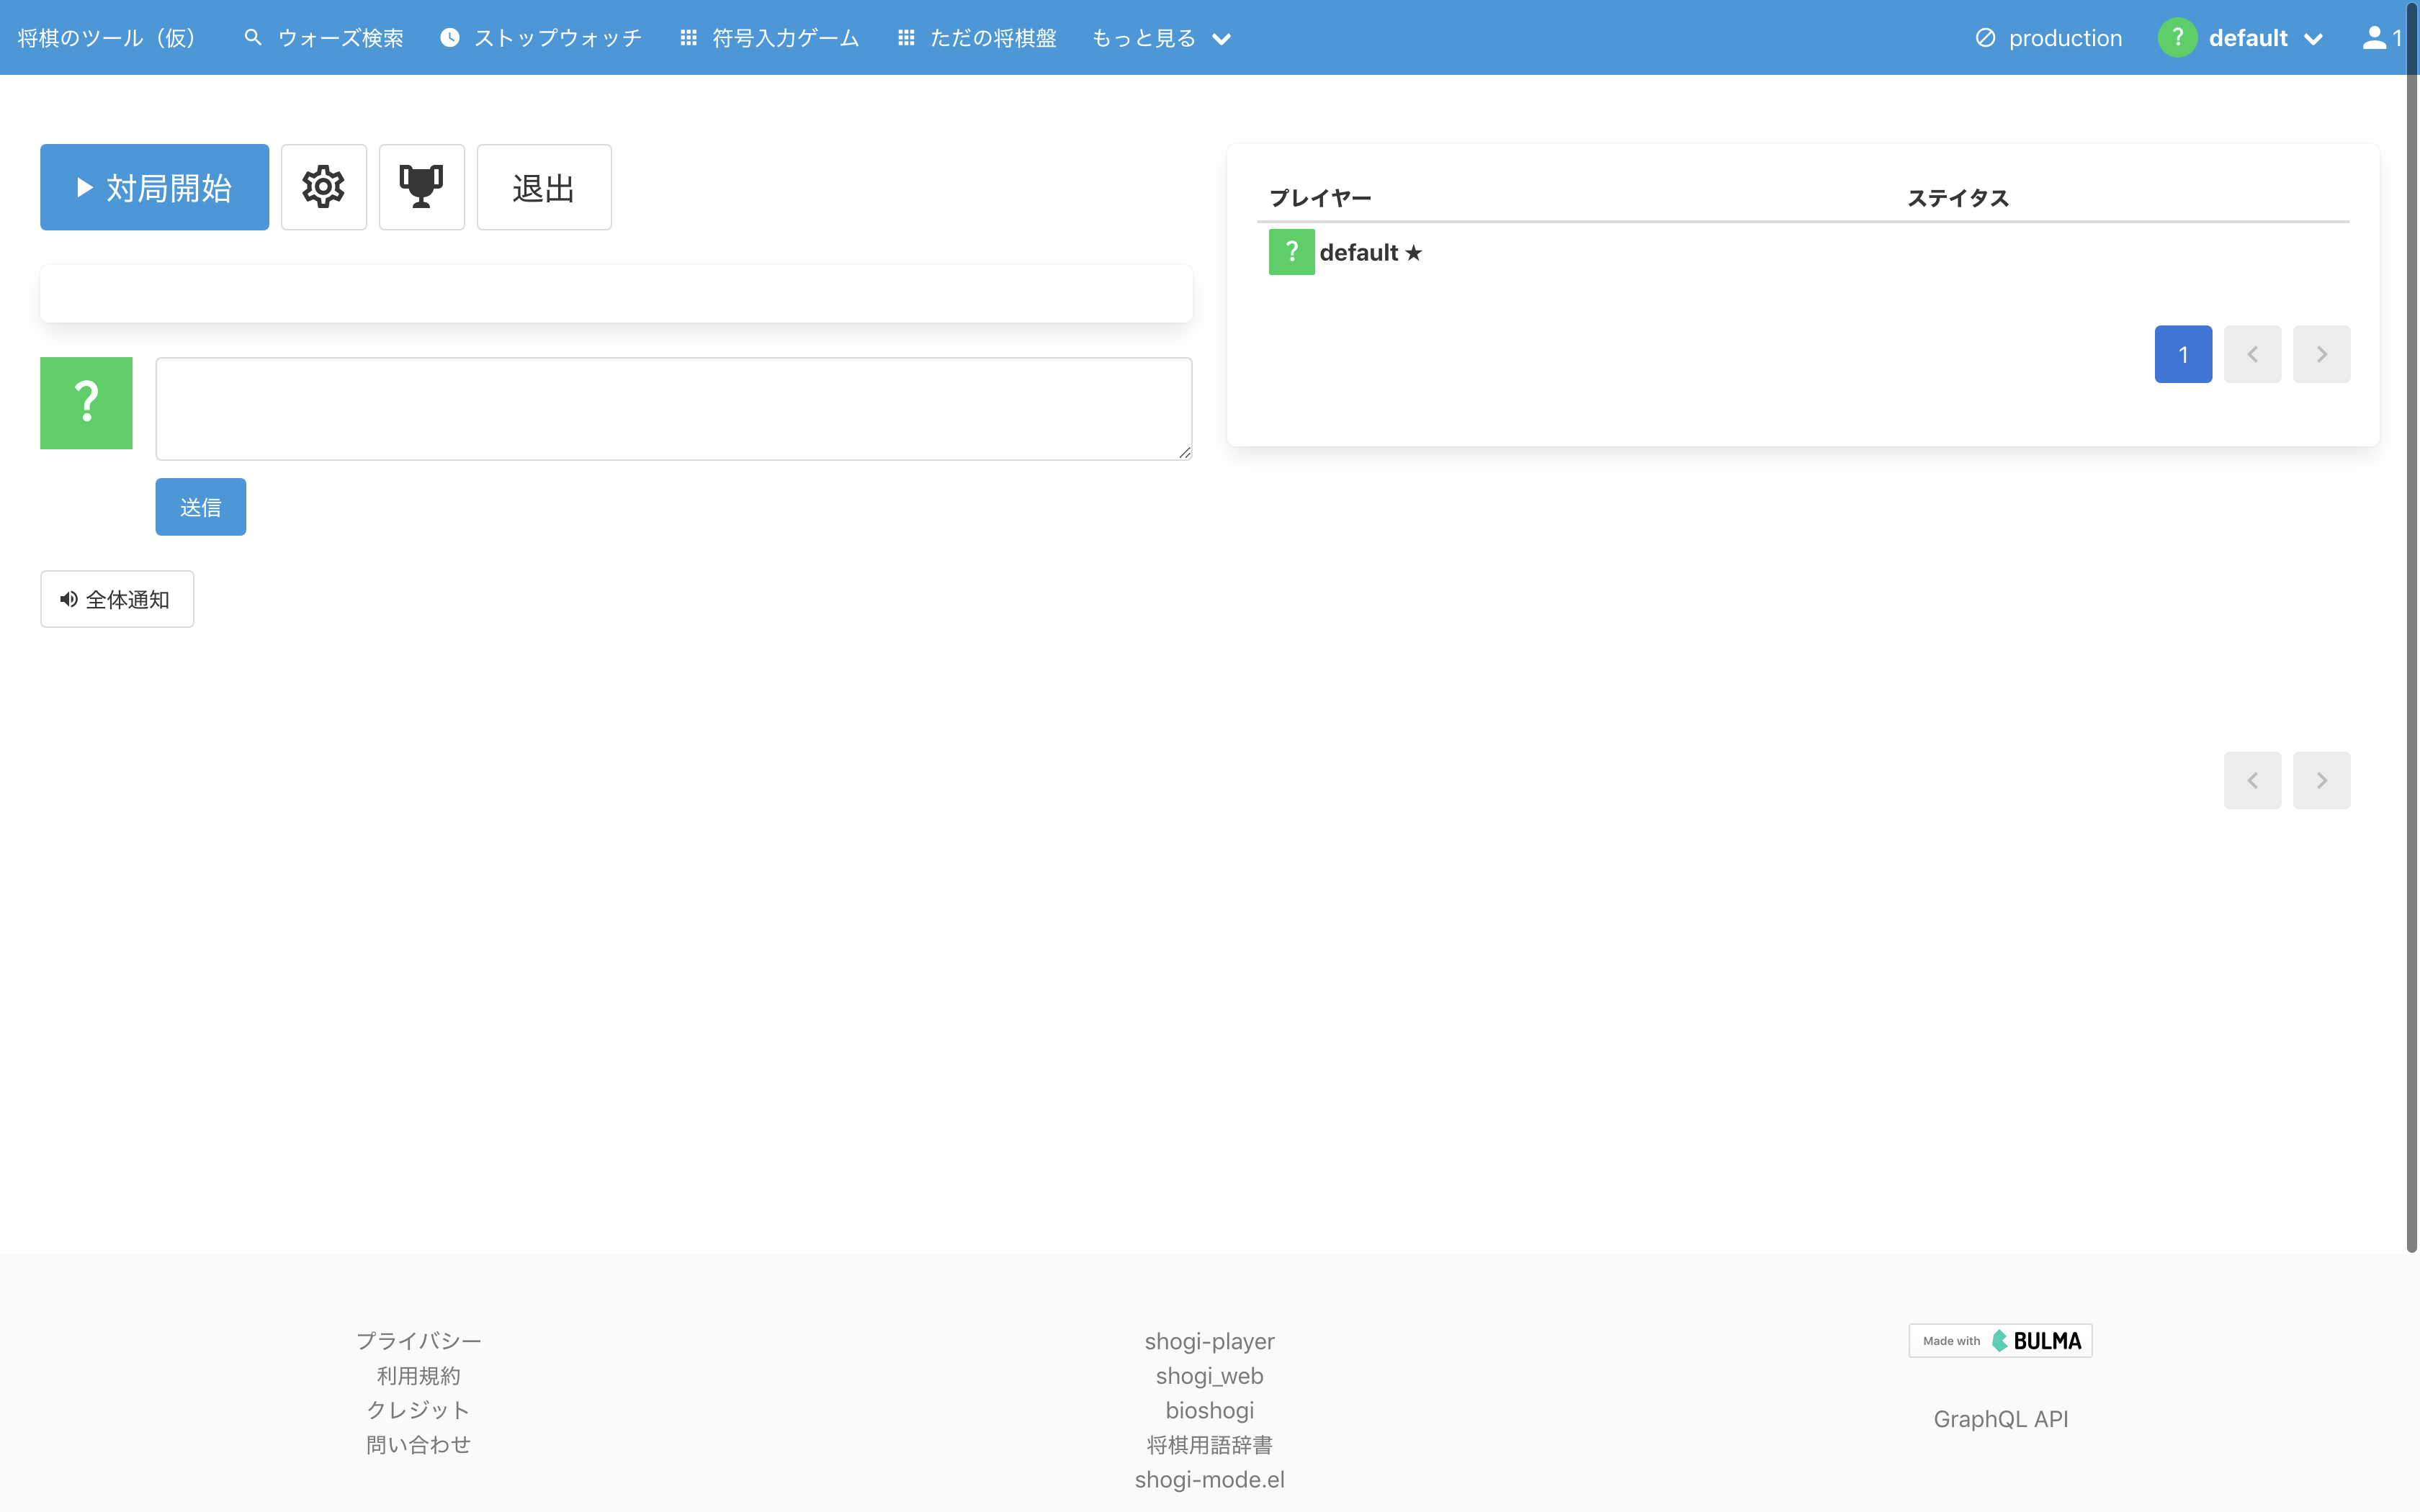 将棋のツール（仮） ウォーズ検索 ストップウォッチ 符号入力ゲーム ただの将棋盤 もっと見る production ? default 1
対局開始 退出
プレイヤー ステイタス
? default ★
1
?
送信
全体通知
プライバシー
利用規約
クレジット
問い合わせ
shogi-player
shogi_web
bioshogi
将棋用語辞書
shogi-mode.el
Made with BULMA
GraphQL API